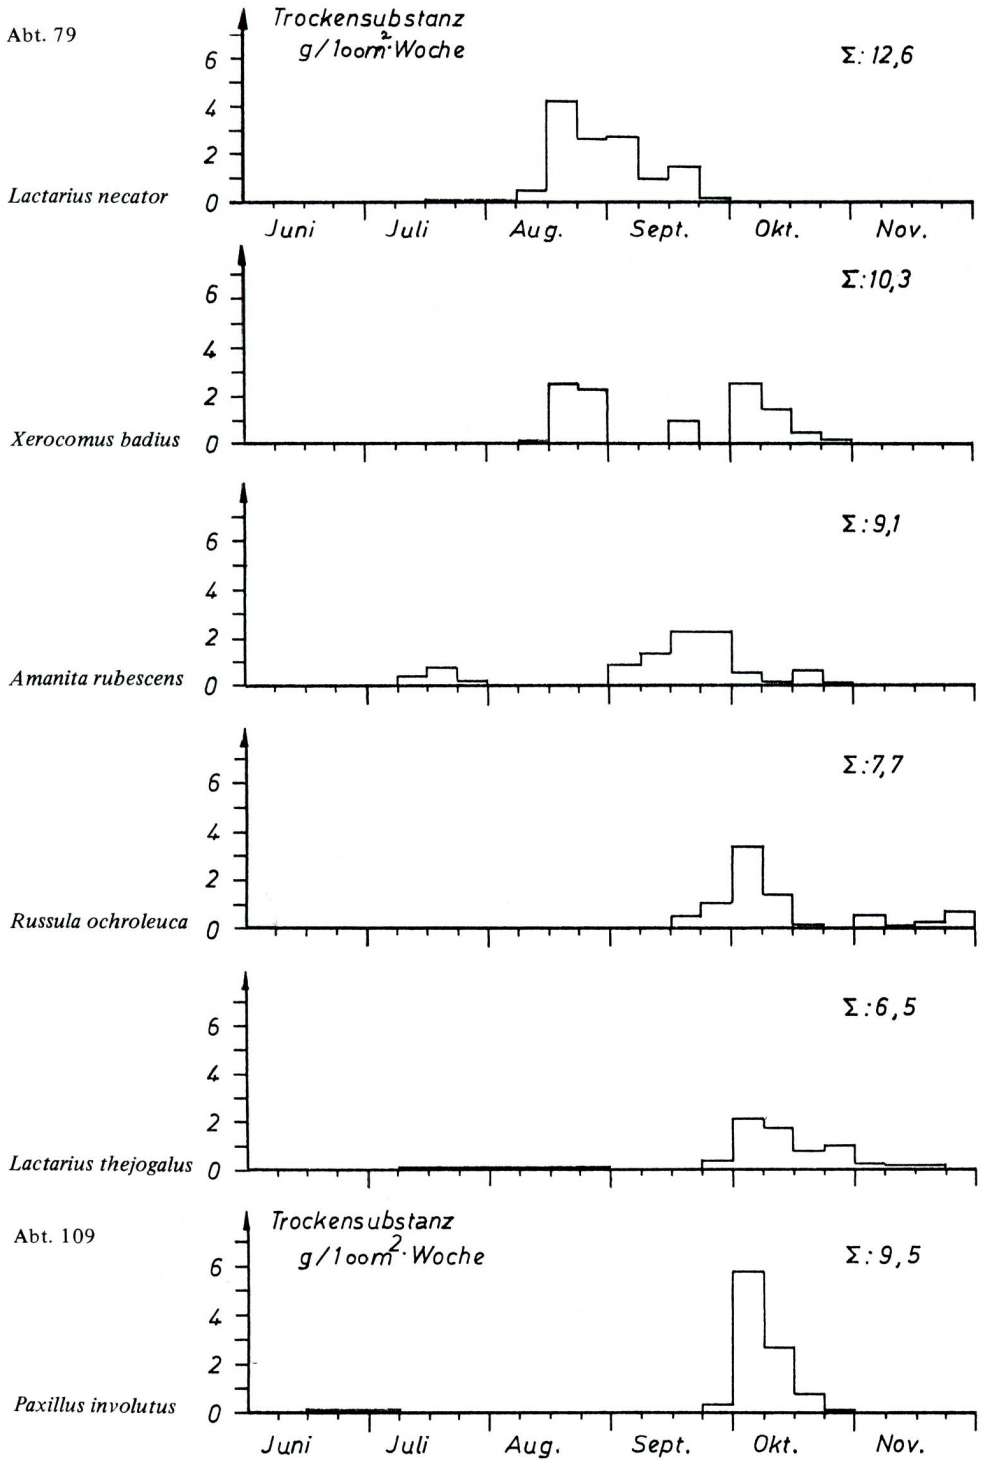 Abt. 79
Trockensubstanz
g/100m²·Woche
Σ: 12,6
6
4
2
0
Lactarius necator
Juni Juli Aug. Sept. Okt. Nov.
Σ:10,3
6
4
2
0
Xerocomus badius
Σ:9,1
6
4
2
0
Amanita rubescens
Σ:7,7
6
4
2
0
Russula ochroleuca
Σ:6,5
6
4
2
0
Lactarius thejogalus
Abt. 109
Trockensubstanz
g/100m²·Woche
Σ: 9,5
6
4
2
0
Paxillus involutus
Juni Juli Aug. Sept. Okt. Nov.